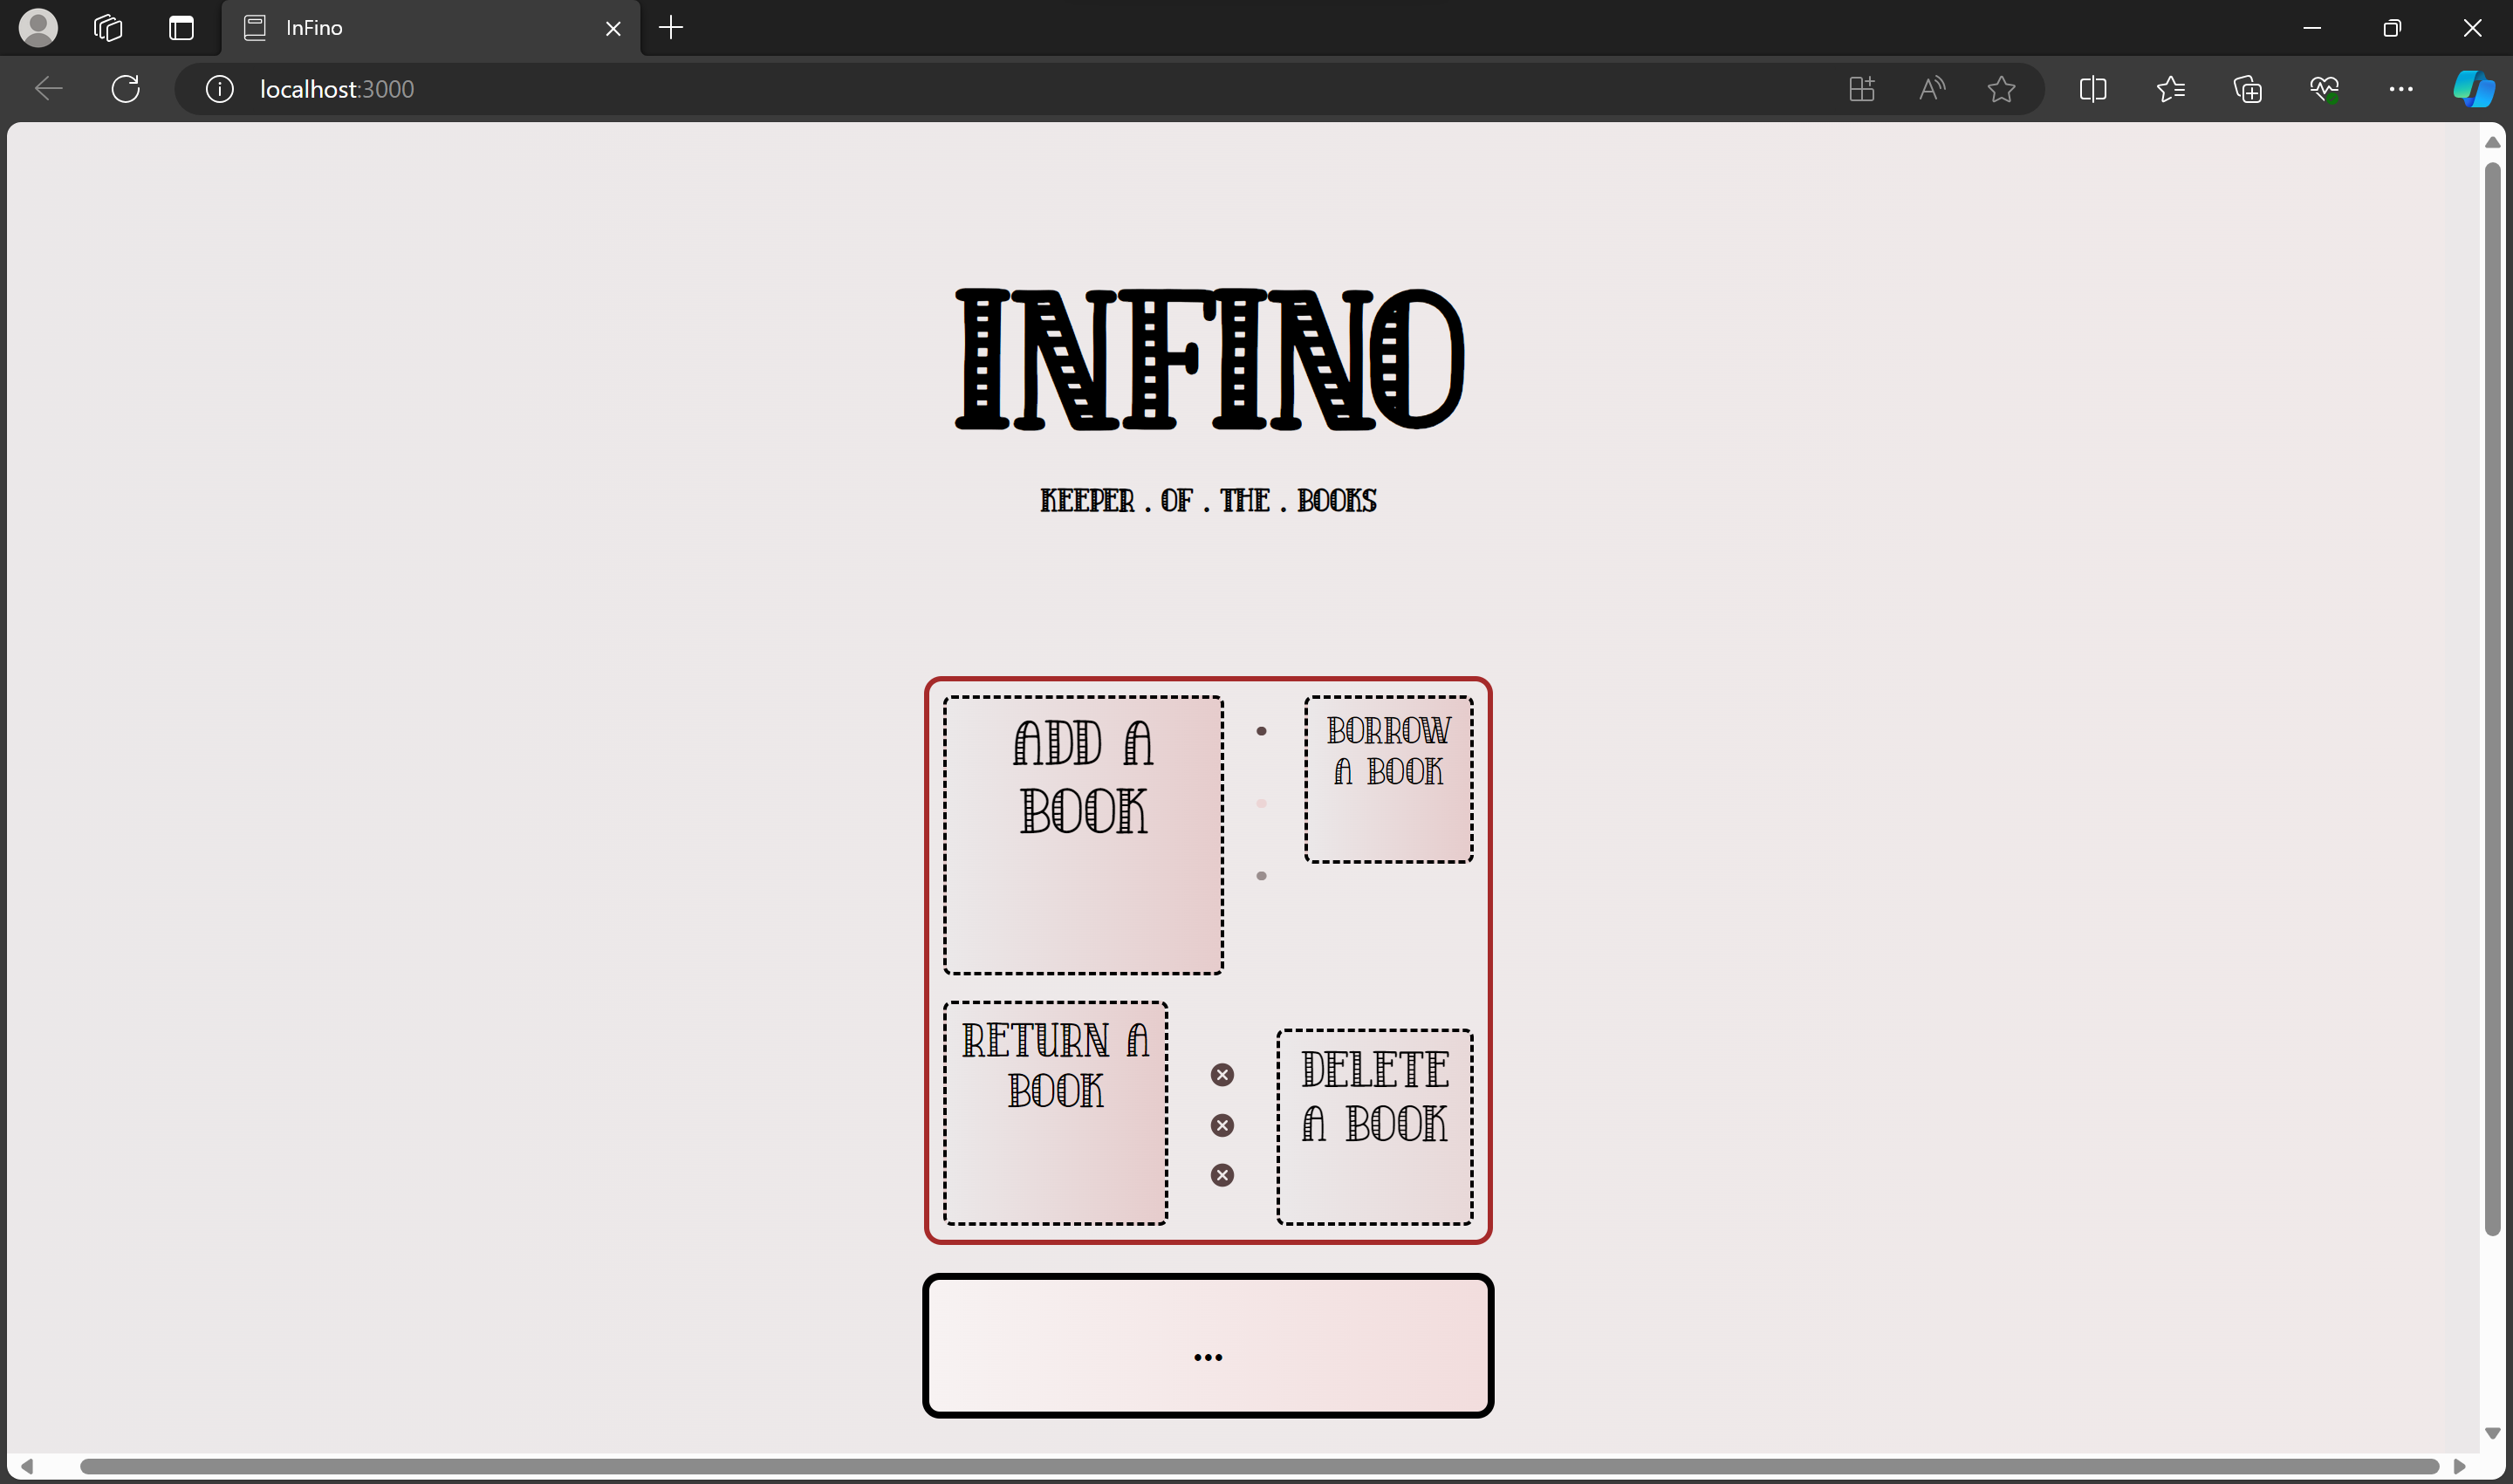 InFino
localhost:3000
INFINO
KEEPER . OF . THE . BOOKS
ADD A
BOOK
BORROW
A BOOK
RETURN A
BOOK
DELETE
A BOOK
...